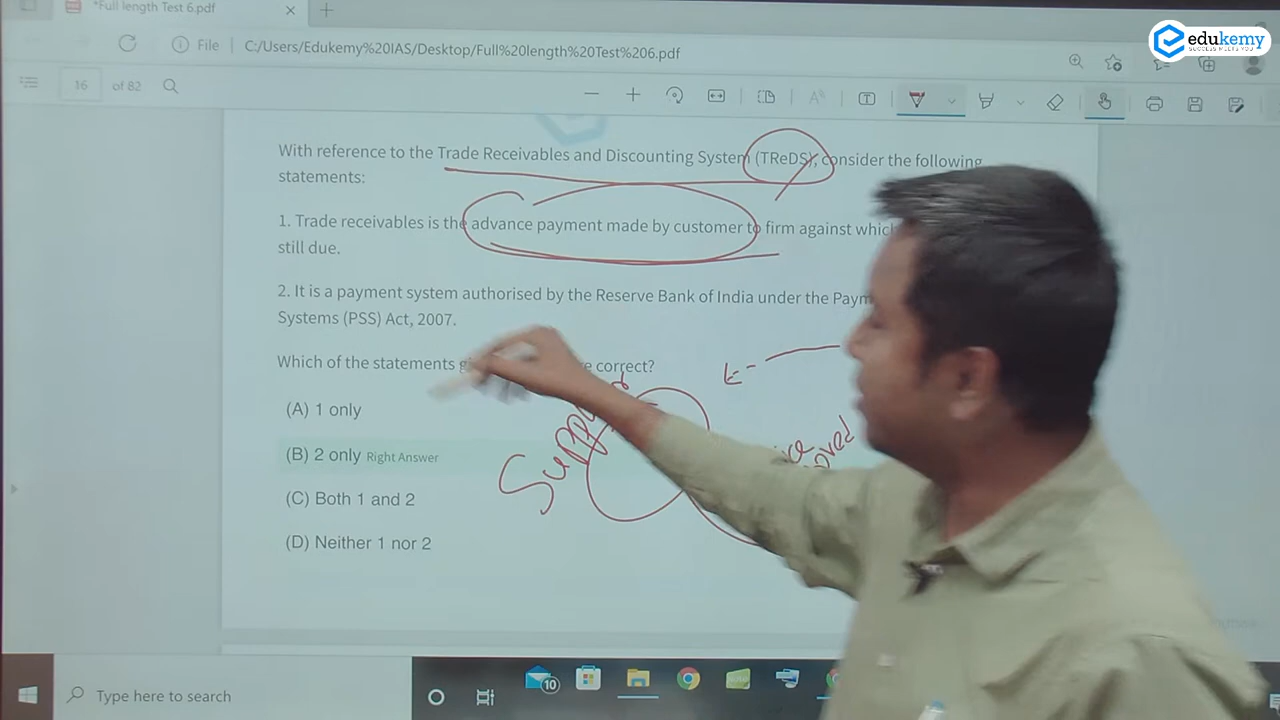 *Full length Test 6.pdf
File C:/Users/Edukemy%20IAS/Desktop/Full%20length%20Test%206.pdf
edukemy
SUCCESS MEETS YOU
16 of 82
With reference to the Trade Receivables and Discounting System (TReDS), consider the following
statements:
1. Trade receivables is the advance payment made by customer to firm against which
still due.
2. It is a payment system authorised by the Reserve Bank of India under the
Systems (PSS) Act, 2007.
Which of the statements correct?
(A) 1 only
(B) 2 only Right Answer
(C) Both 1 and 2
(D) Neither 1 nor 2
Type here to search
10